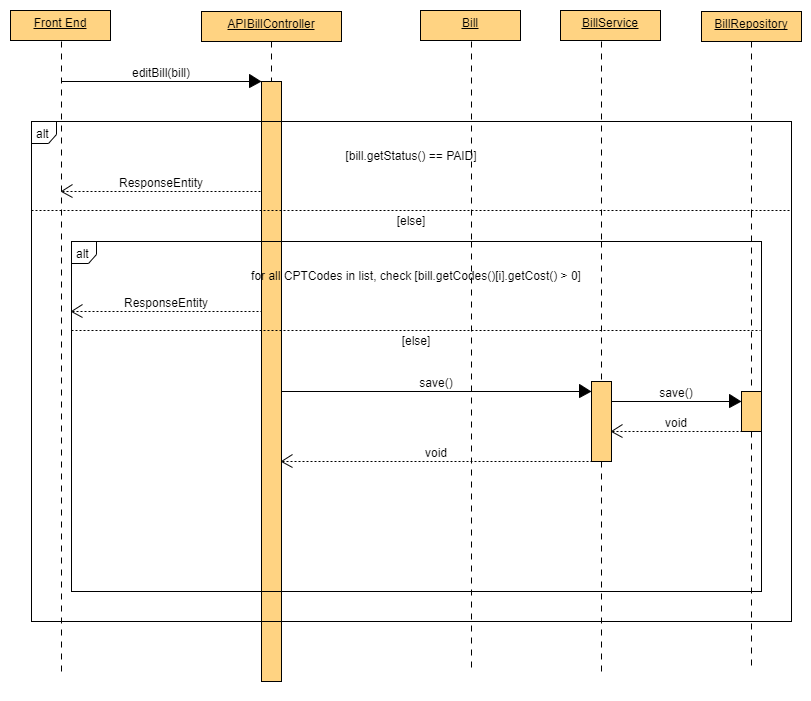 Front End
APIBillController
Bill
BillService
BillRepository
editBill(bill)
alt
[bill.getStatus() == PAID]
ResponseEntity
[else]
alt
for all CPTCodes in list, check [bill.getCodes()[i].getCost() > 0]
ResponseEntity
[else]
save()
save()
void
void